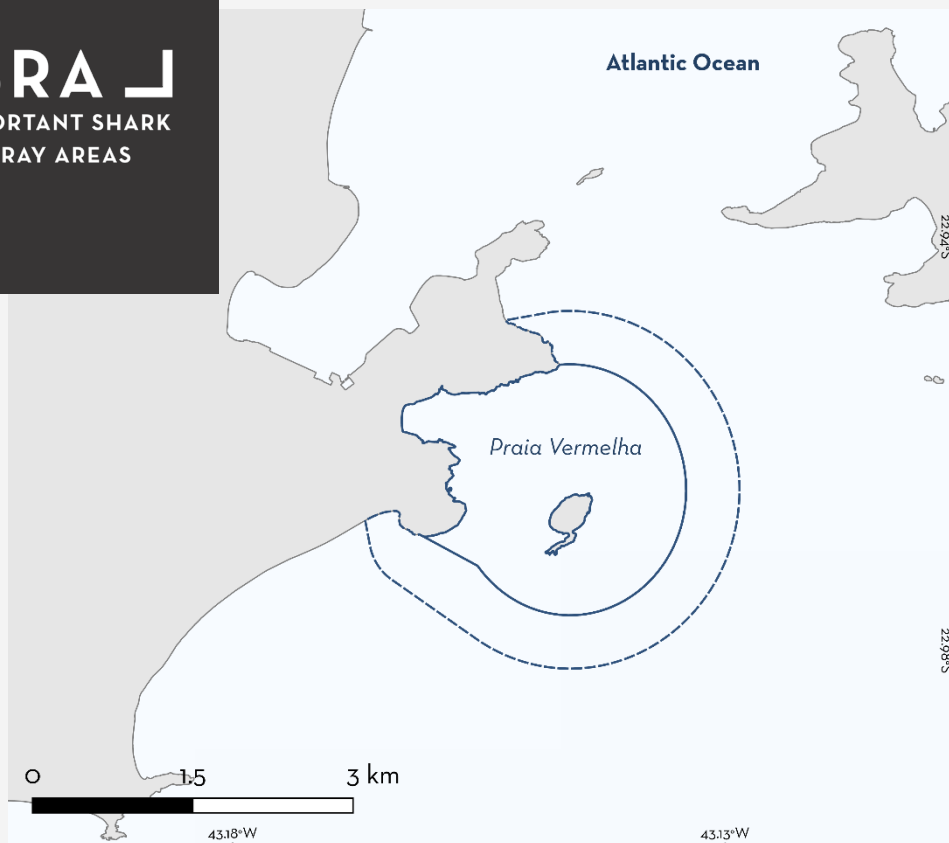 RA
ORTANT SHARK
RAY AREAS
Atlantic Ocean
22.94°S
Praia Vermelha
22.98°S
0 1.5 3 km
43.18°W 43.13°W